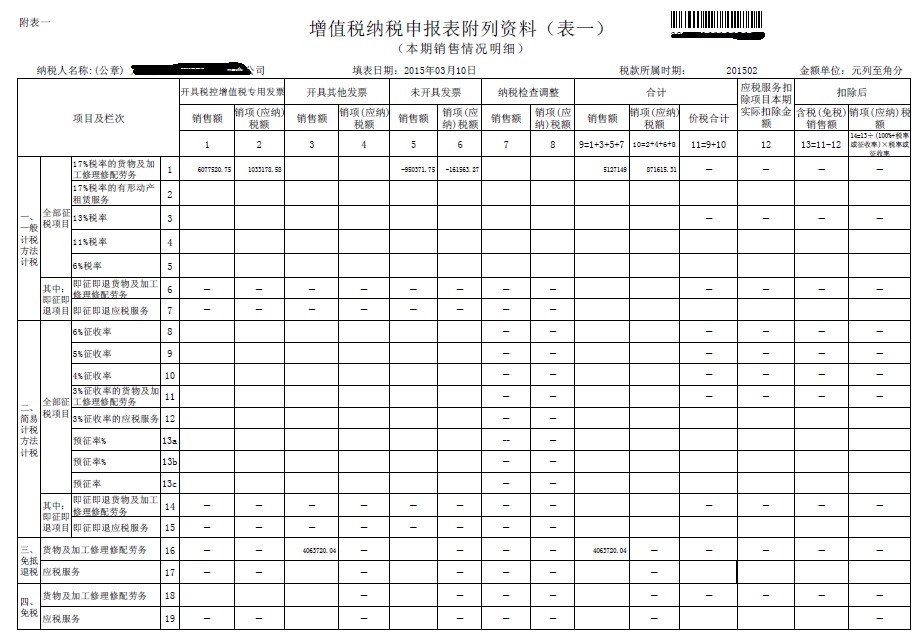 附表一
增值税纳税申报表附列资料（表一）
（本期销售情况明细）
纳税人名称:(公章) 公司 填表日期: 2015年03月10日 税款所属时期: 201502 金额单位: 元列至角分
项目及栏次 开具税控增值税专用发票 开具其他发票 未开具发票 纳税检查调整 合计 应税服务扣除项目本期实际扣除金额 扣除后
销售额 销项(应纳)税额 销售额 销项(应纳)税额 销售额 销项(应纳)税额 销售额 销项(应纳)税额 销售额 销项(应纳)税额 价税合计 含税(免税)销售额 销项(应纳)税额
1 2 3 4 5 6 7 8 9=1+3+5+7 10=2+4+6+8 11=9+10 12 13=11-12 14=13÷(100%+税率或征收率)×税率或征收率
一、一般计税方法计税
全部征税项目
17%税率的货物及加工修理修配劳务 1 6077520.75 1033178.58 -950371.75 -161563.27 5127149 871615.31 — — — —
17%税率的有形动产租赁服务 2
13%税率 3 — — — —
11%税率 4
6%税率 5
其中:即征即退项目
即征即退货物及加工修理修配劳务 6 — — — — — — — — — — — —
即征即退应税服务 7 — — — — — — — —
二、简易计税方法计税
全部征税项目
6%征收率 8 — — — — — —
5%征收率 9 — — — — — —
4%征收率 10 — — — — — —
3%征收率的货物及加工修理修配劳务 11 — — — — — —
3%征收率的应税服务 12 — —
预征率% 13a -- —
预征率% 13b — —
预征率 13c — —
其中:即征即退项目
即征即退货物及加工修理修配劳务 14 — — — — — — — — — — — —
即征即退应税服务 15 — — — — — — — —
三、免抵退税
货物及加工修理修配劳务 16 — — 4063720.04 — — — — 4063720.04 — — — — —
应税服务 17 — — — — — — — —
四、免税
货物及加工修理修配劳务 18 — — — — — — — — —
应税服务 19 — — — — — — — —